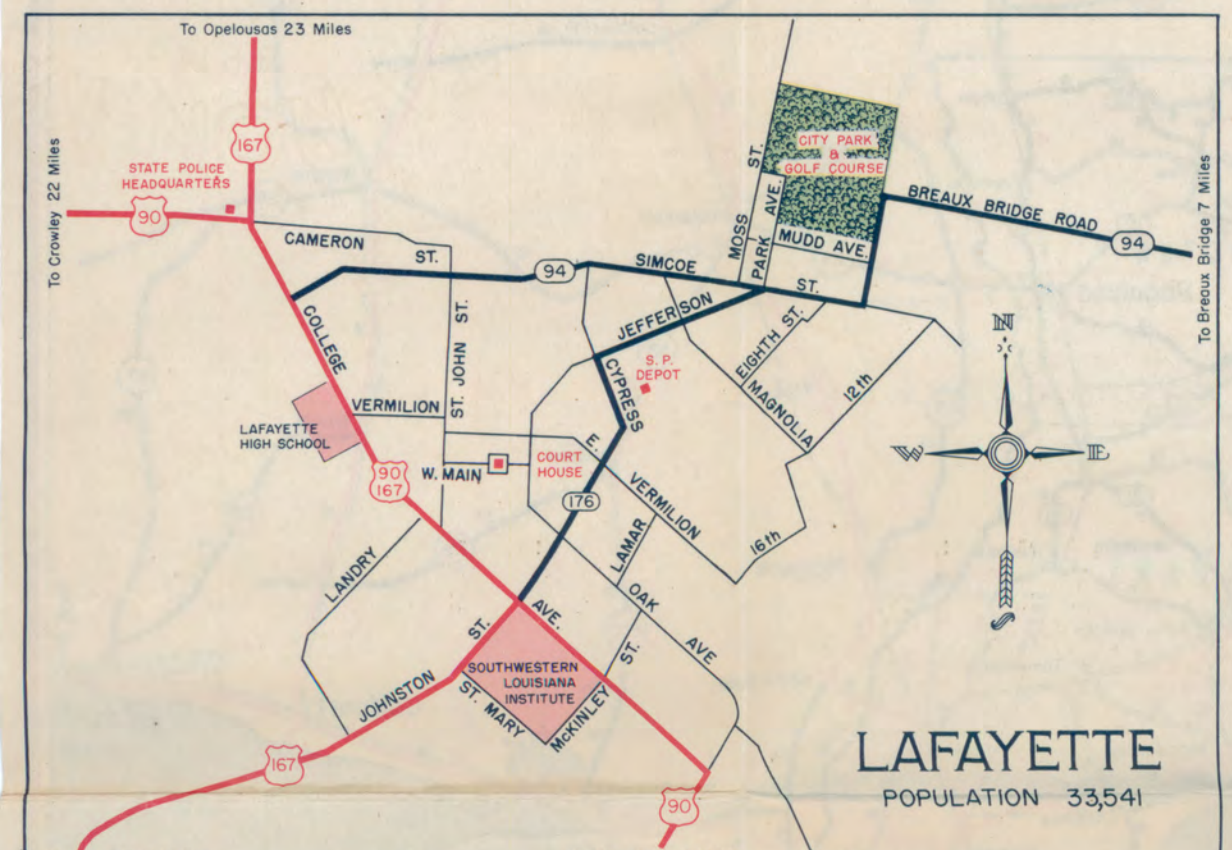 To Opelousas 23 Miles
167
To Crowley 22 Miles
STATE POLICE
HEADQUARTERS
90
CAMERON
ST.
94
SIMCOE
ST.
MOSS
ST.
PARK
AVE.
CITY PARK
&
GOLF COURSE
MUDD AVE.
BREAUX BRIDGE ROAD
94
To Breaux Bridge 7 Miles
COLLEGE
ST. JOHN ST.
JEFFERSON
CYPRESS
S.P.
DEPOT
EIGHTH ST.
MAGNOLIA
12th
N
W
E
S
VERMILION
LAFAYETTE
HIGH SCHOOL
90
167
W. MAIN
COURT
HOUSE
E.
VERMILION
176
16th
LANDRY
LAMAR
OAK
AVE
AVE.
ST.
JOHNSTON
SOUTHWESTERN
LOUISIANA
INSTITUTE
ST. MARY
McKINLEY
ST.
167
90
LAFAYETTE
POPULATION 33,541